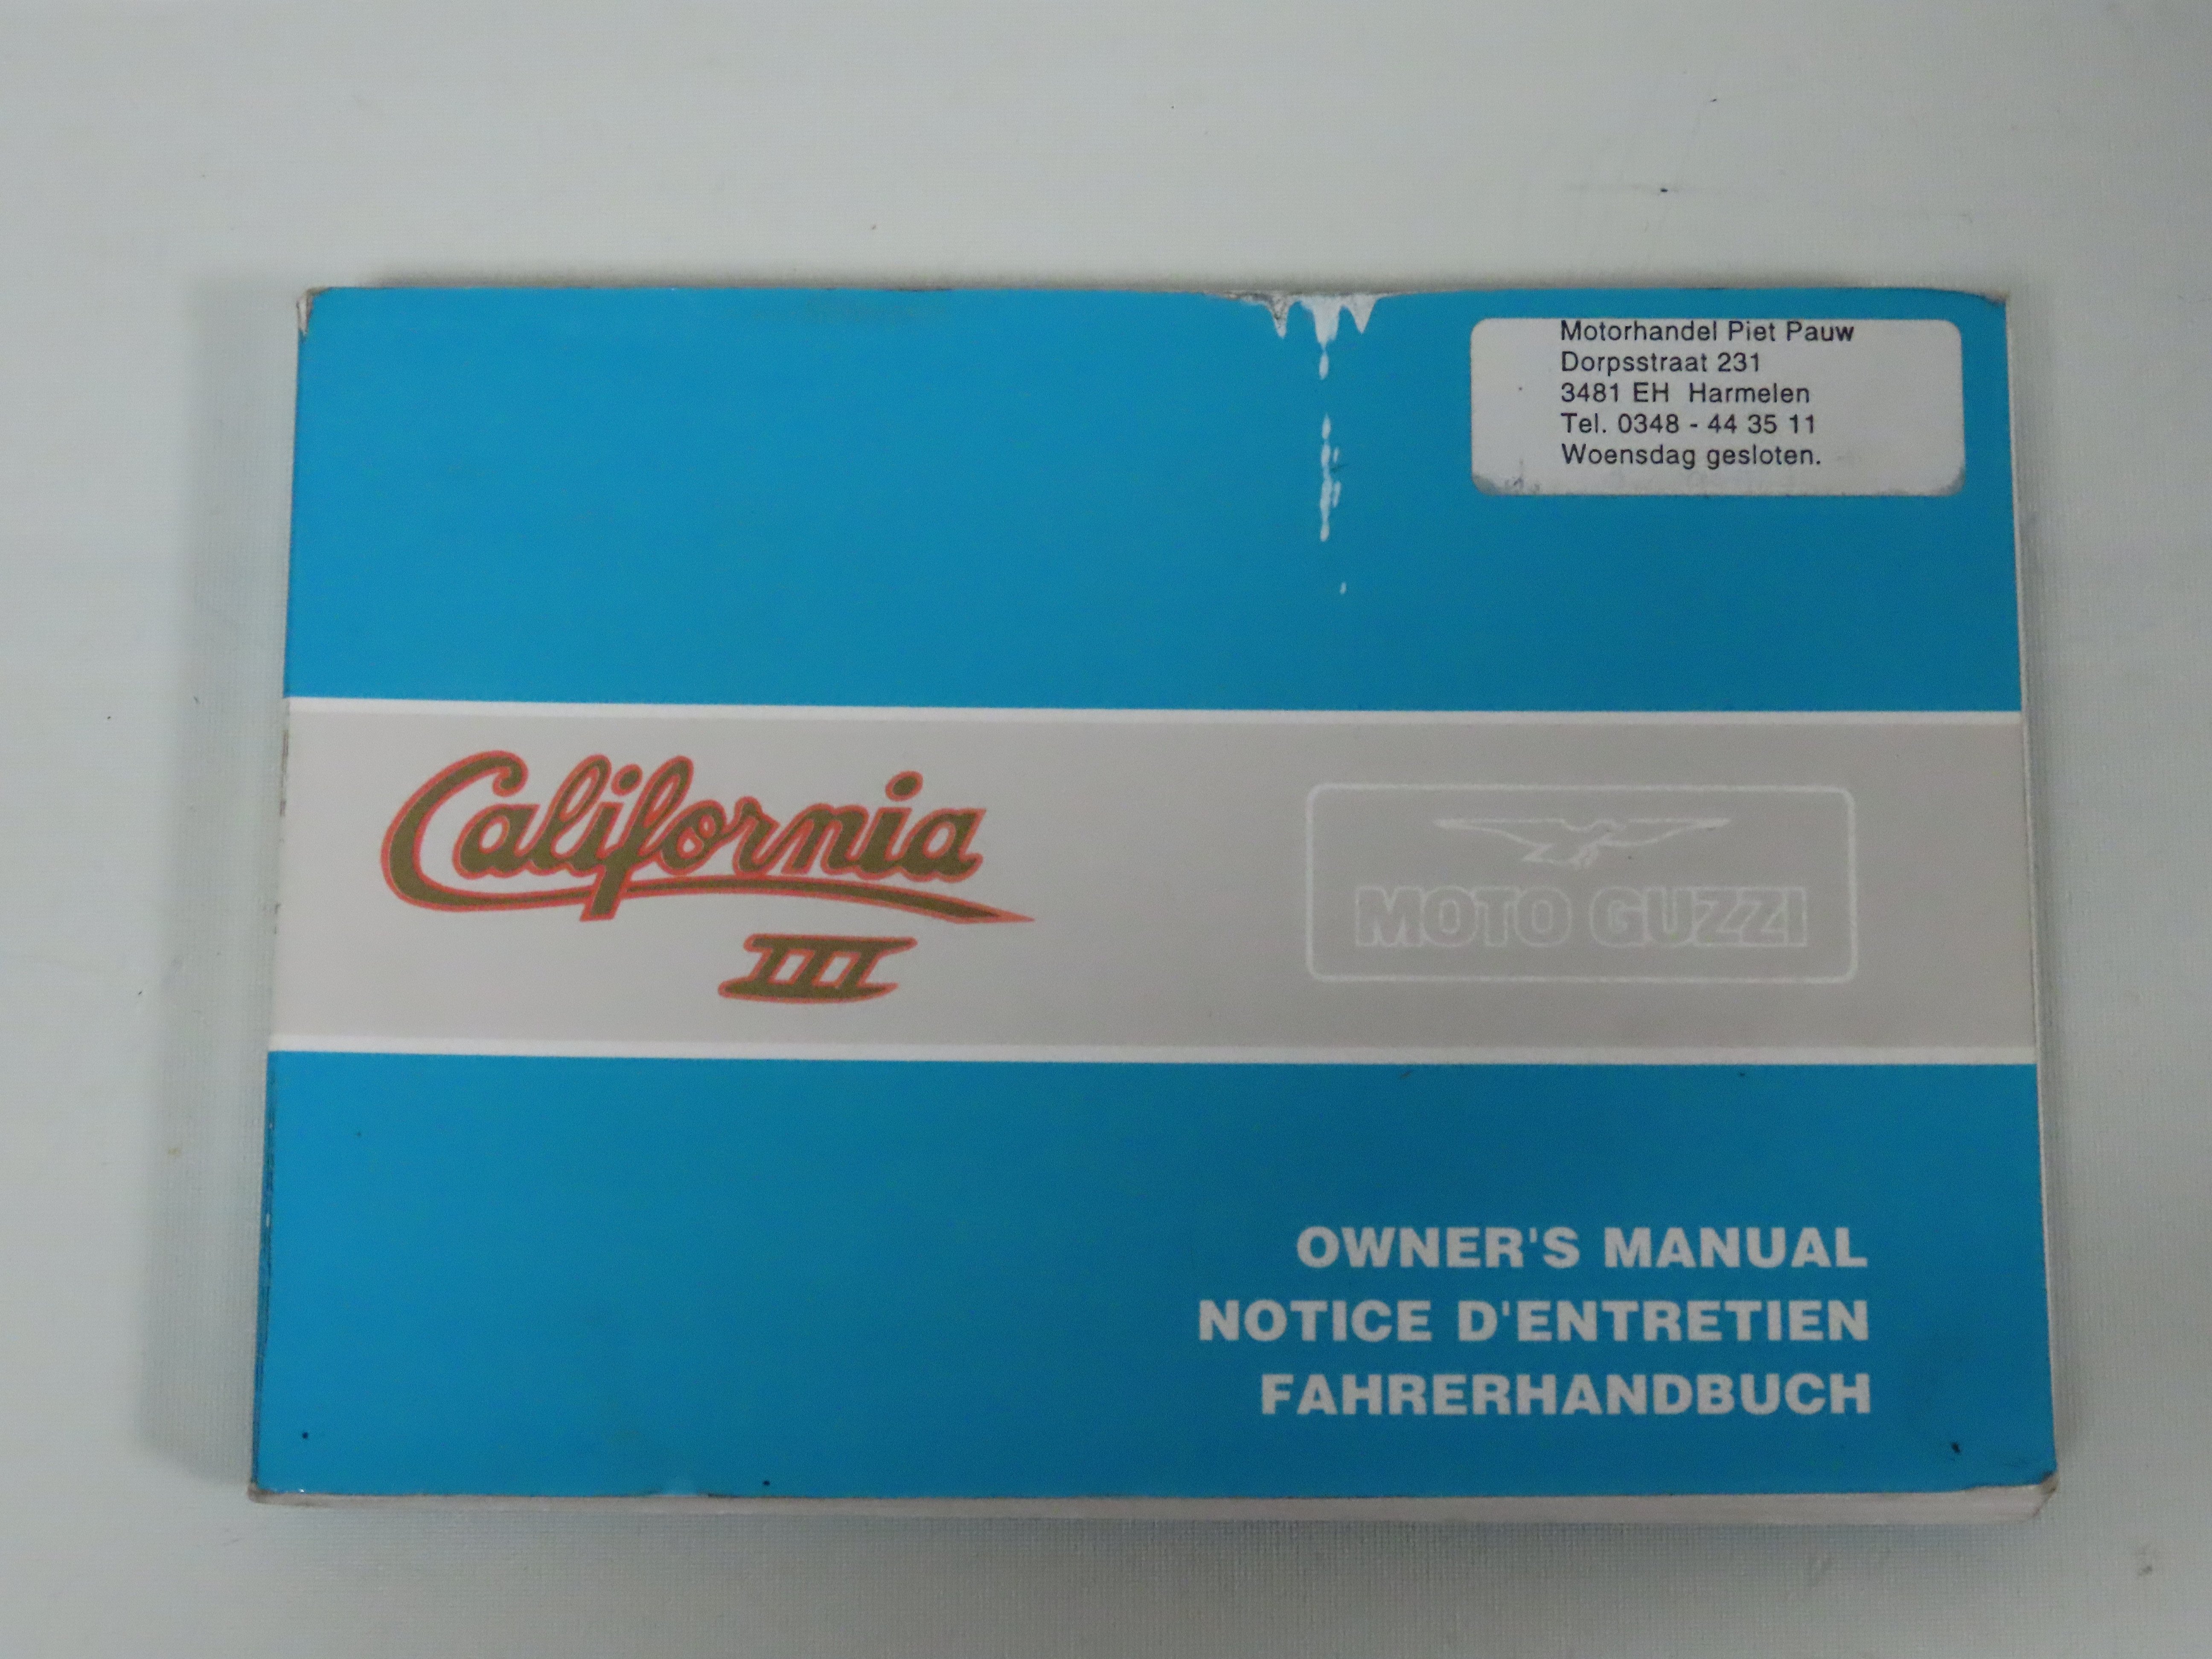 Motorhandel Piet Pauw
Dorpsstraat 231
3481 EH Harmelen
Tel. 0348 - 44 35 11
Woensdag gesloten.
California
III
MOTO GUZZI
OWNER'S MANUAL
NOTICE D'ENTRETIEN
FAHRERHANDBUCH